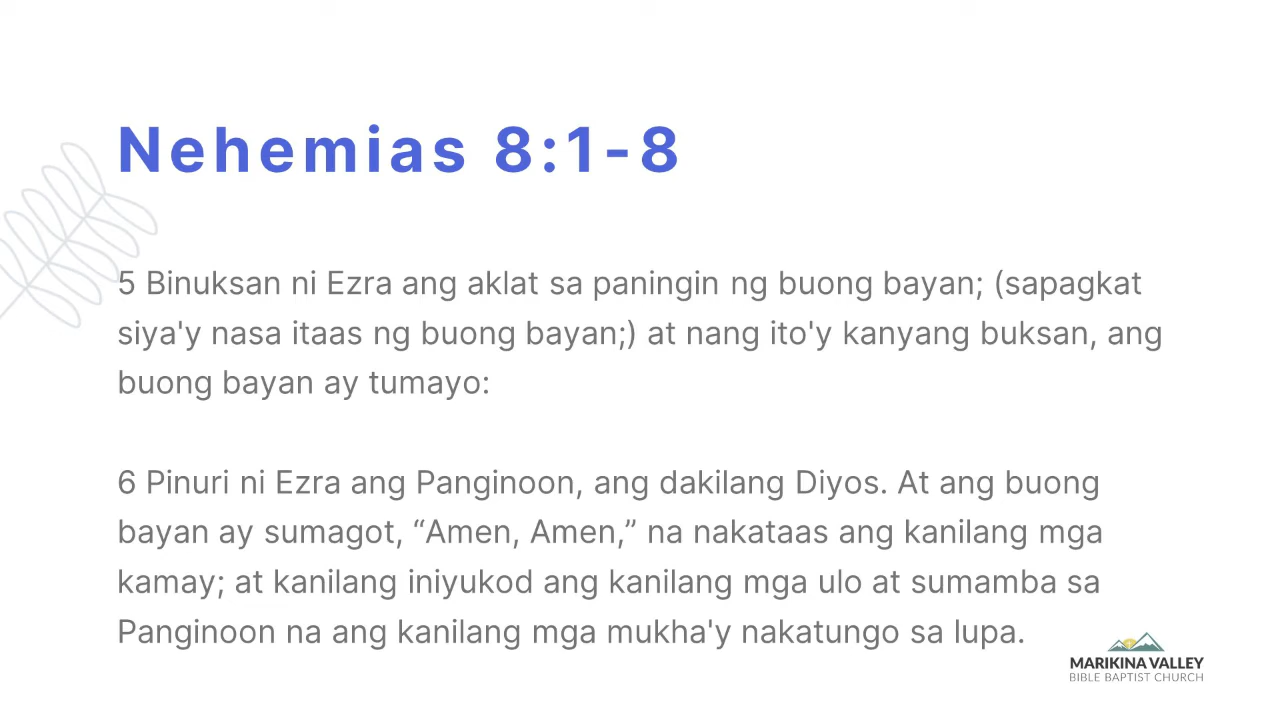 Nehemias 8:1-8
5 Binuksan ni Ezra ang aklat sa paningin ng buong bayan; (sapagkat
siya'y nasa itaas ng buong bayan;) at nang ito'y kanyang buksan, ang
buong bayan ay tumayo:
6 Pinuri ni Ezra ang Panginoon, ang dakilang Diyos. At ang buong
bayan ay sumagot, “Amen, Amen,” na nakataas ang kanilang mga
kamay; at kanilang iniyukod ang kanilang mga ulo at sumamba sa
Panginoon na ang kanilang mga mukha'y nakatungo sa lupa.
MARIKINA VALLEY
BIBLE BAPTIST CHURCH